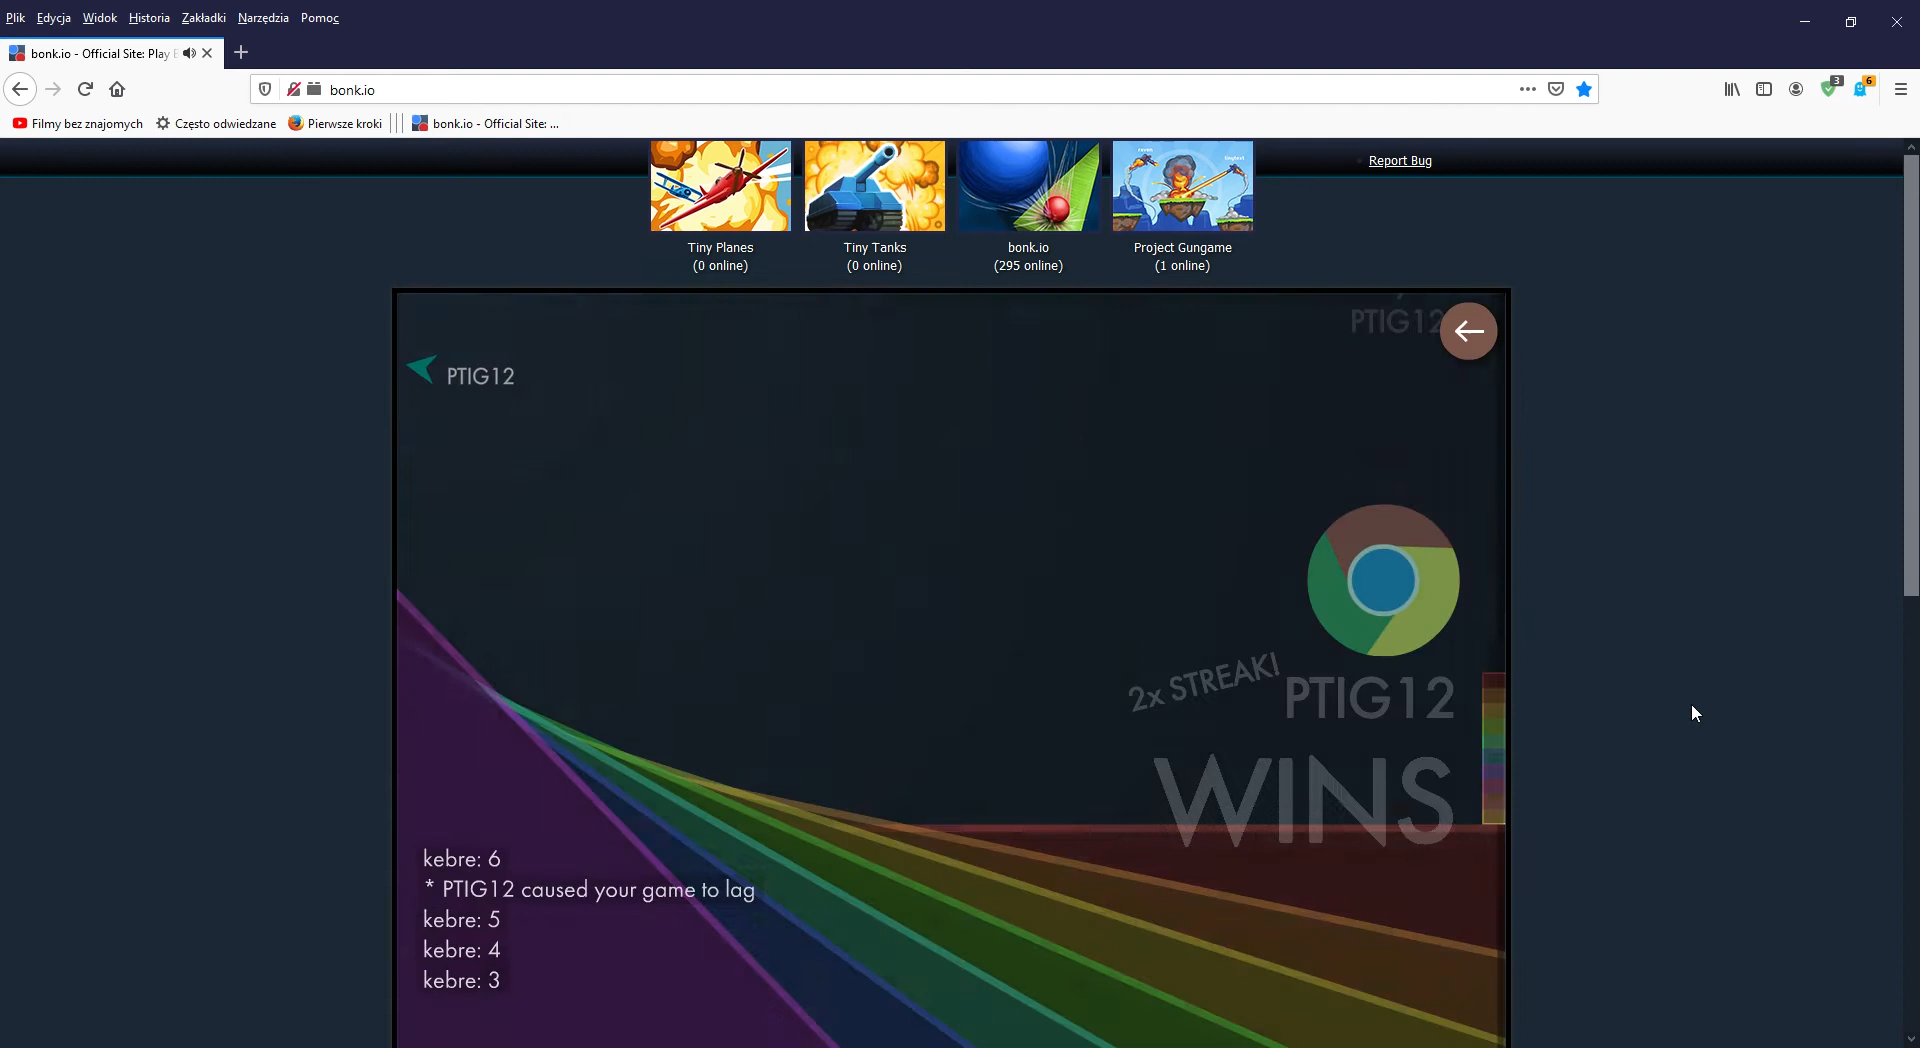 Plik Edycja Widok Historia Zakładki Narzędzia Pomoc
bonk.io - Official Site: Play B
bonk.io
3
6
Filmy bez znajomych Często odwiedzane Pierwsze kroki bonk.io - Official Site: ...
Report Bug
Tiny Planes
(0 online)
Tiny Tanks
(0 online)
bonk.io
(295 online)
Project Gungame
(1 online)
PTIG12
PTIG12
2x STREAK!
PTIG12
WINS
kebre: 6
* PTIG12 caused your game to lag
kebre: 5
kebre: 4
kebre: 3